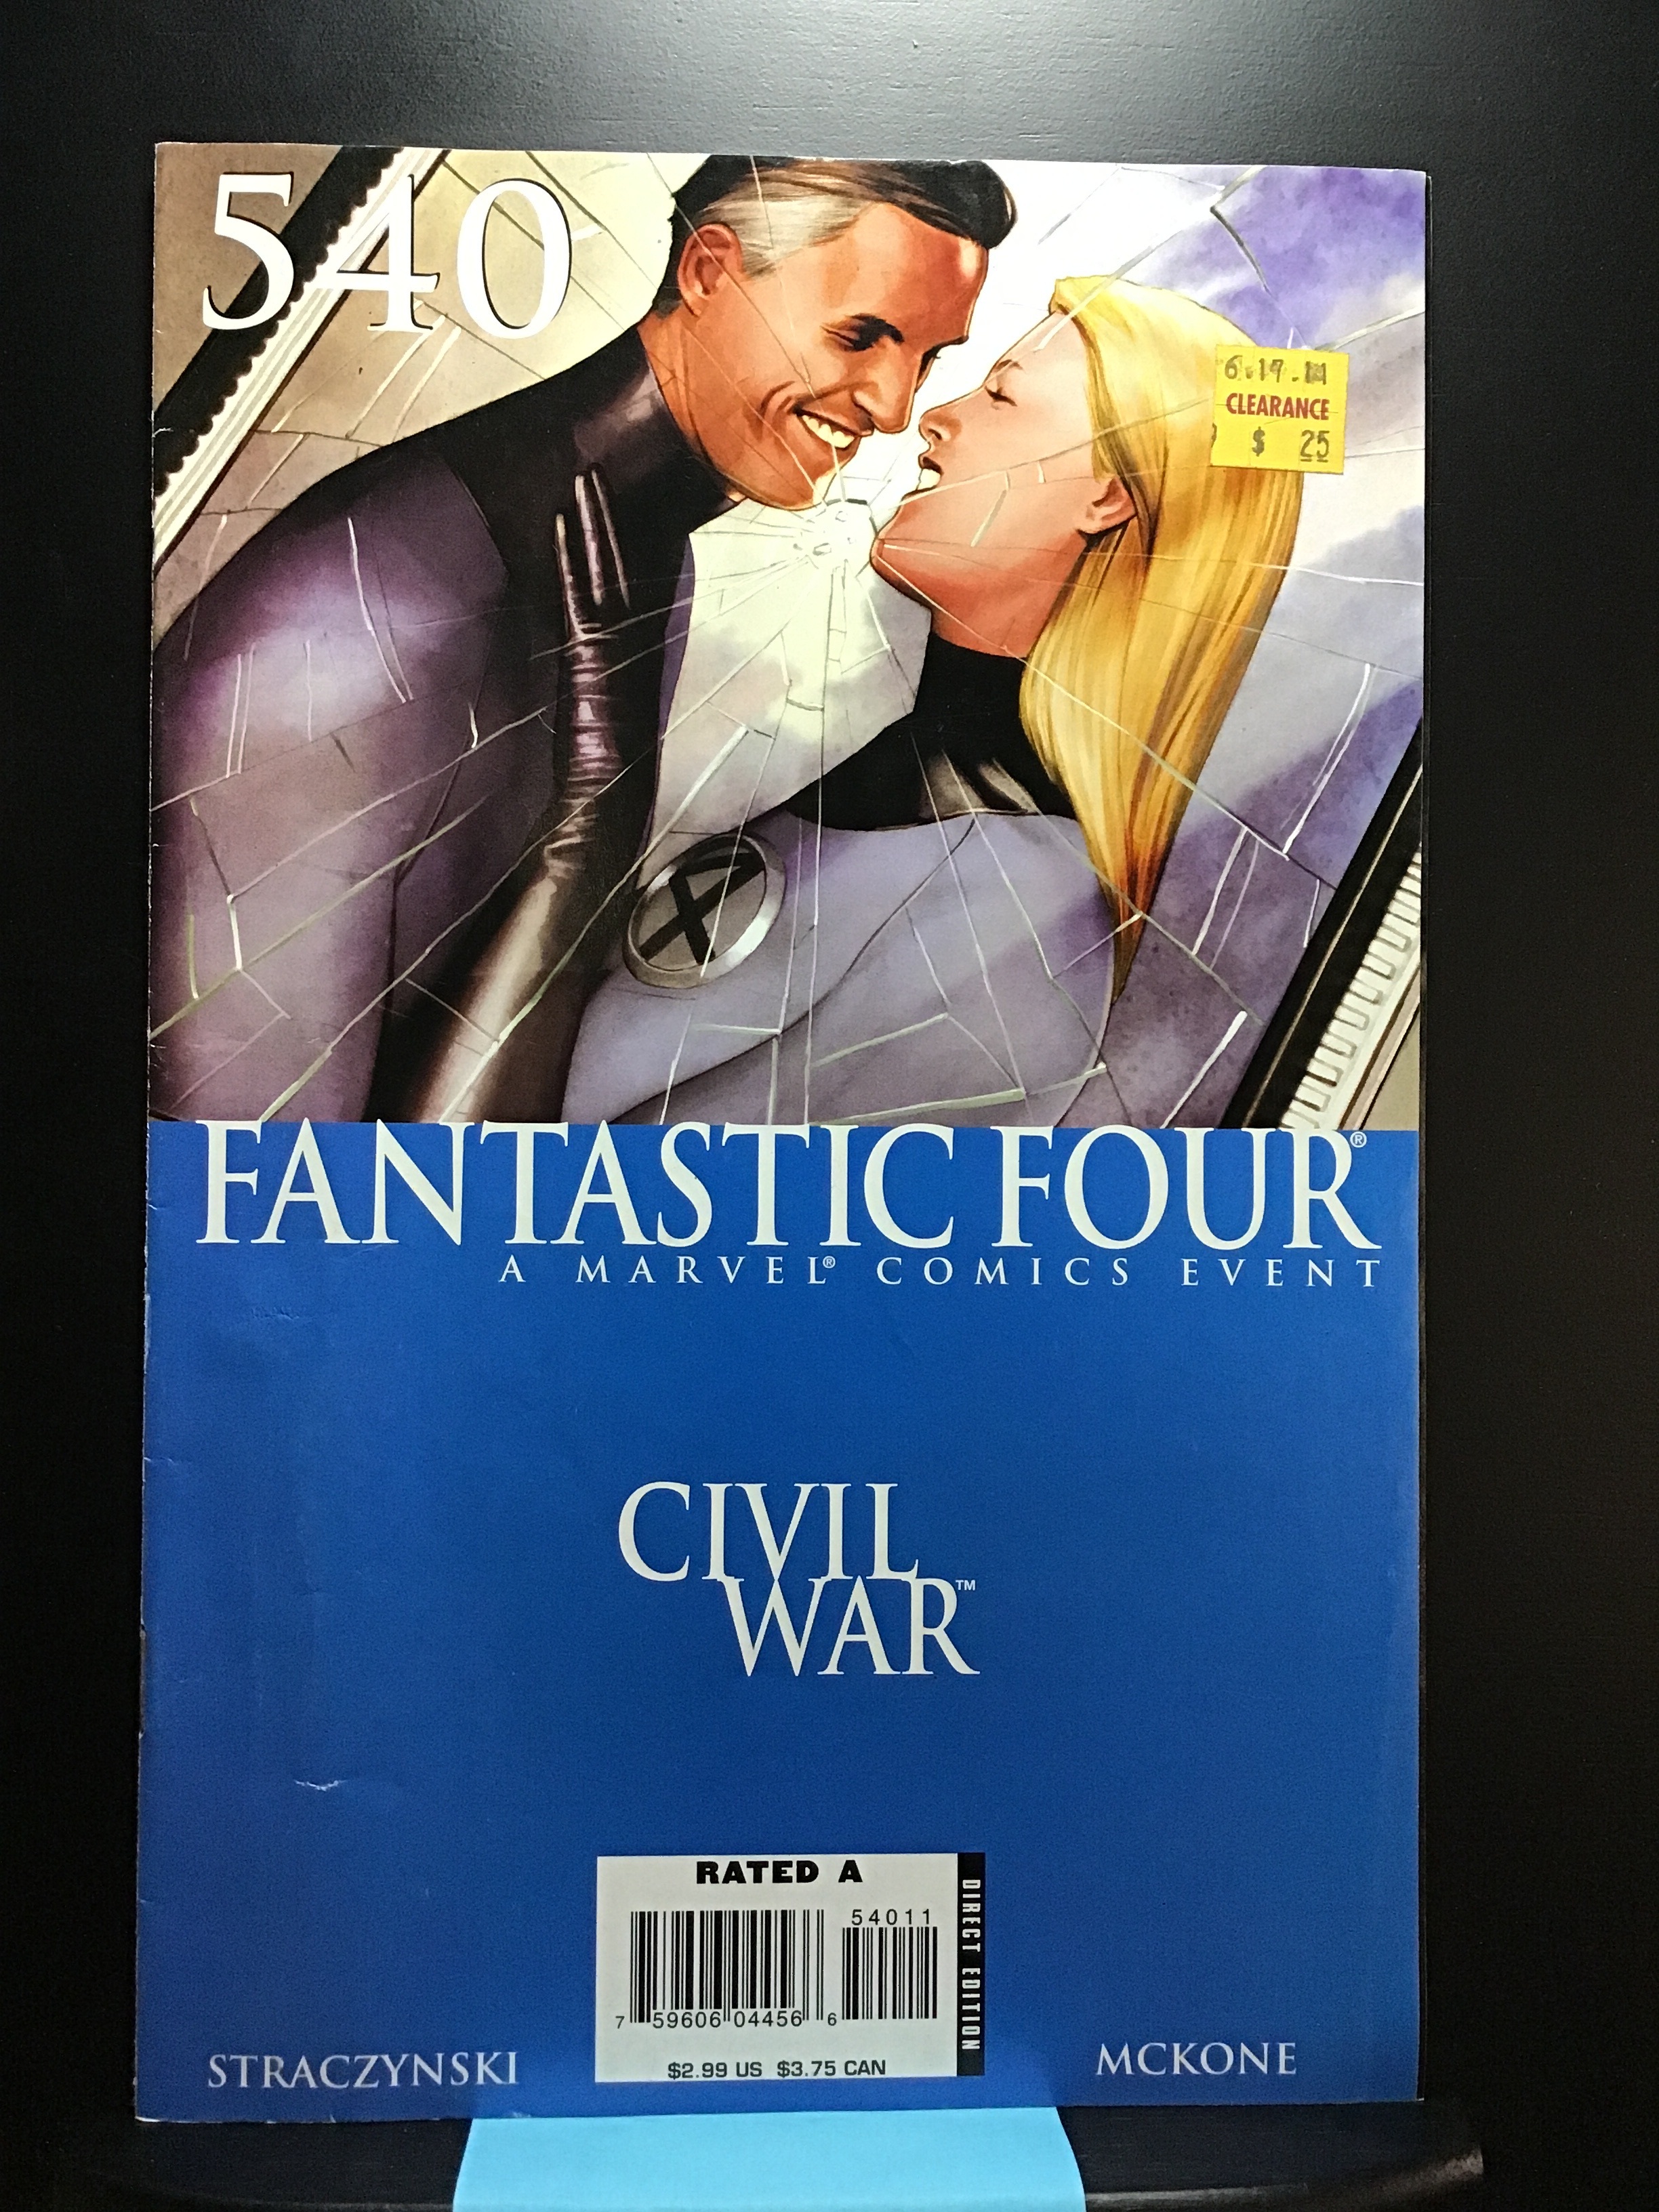 540
6.19.
CLEARANCE
$ 25
FANTASTIC FOUR®
A MARVEL® COMICS EVENT
CIVIL
WAR™
RATED A
DIRECT EDITION
54011
7 59606 04456 6
$2.99 US $3.75 CAN
STRACZYNSKI
MCKONE